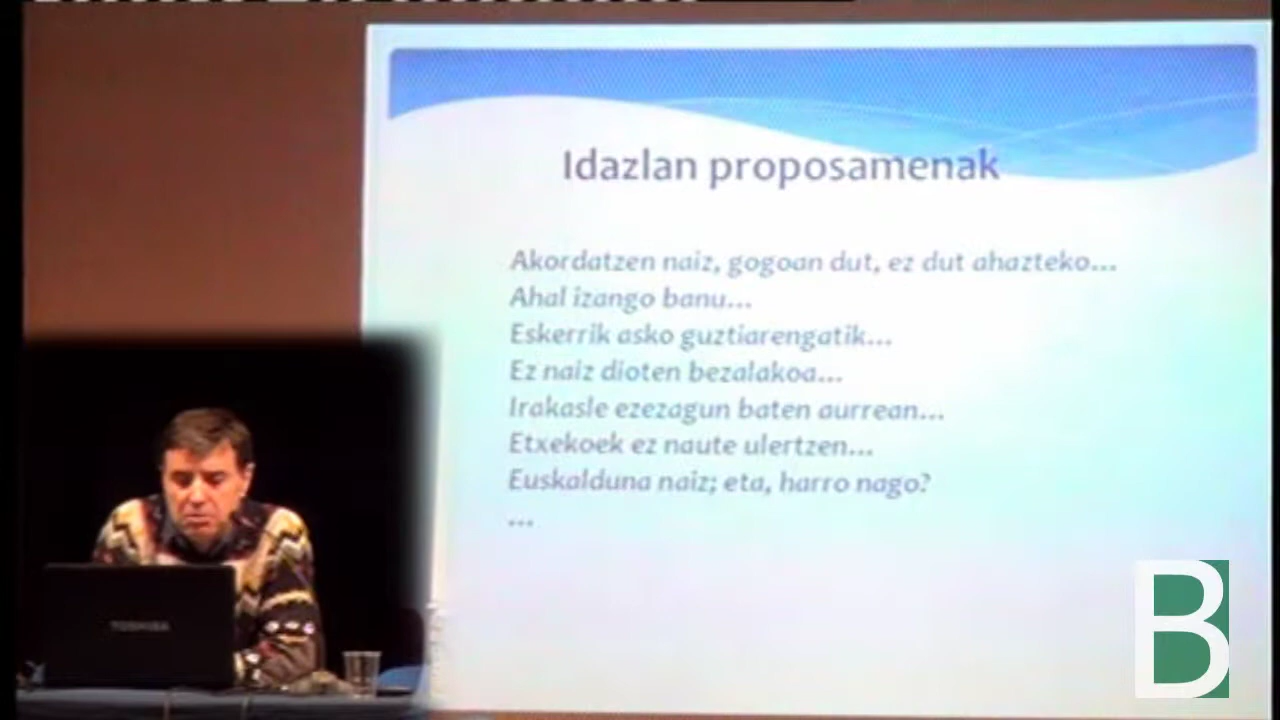 Idazlan proposamenak
Akordatzen naiz, gogoan dut, ez dut ahazteko...
Ahal izango banu...
Eskerrik asko guztiarengatik...
Ez naiz dioten bezalakoa...
Irakasle ezezagun baten aurrean...
Etxekoek ez naute ulertzen...
Euskalduna naiz; eta, harro nago?
...
TOSHIBA
B